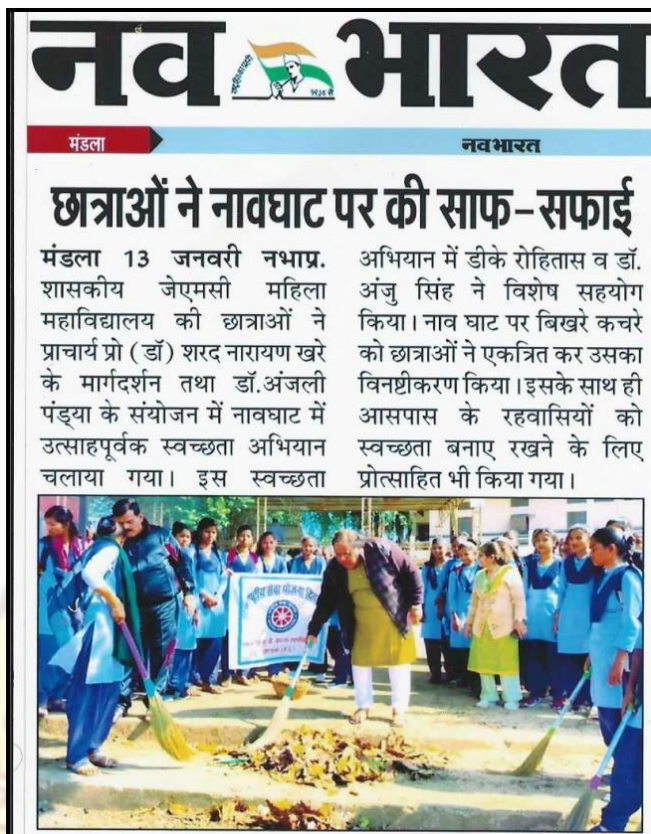 नव भारत
मंडला
नवभारत
छात्राओं ने नावघाट पर की साफ-सफाई
मंडला 13 जनवरी नभाप्र.
शासकीय जेएमसी महिला
महाविद्यालय की छात्राओं ने
प्राचार्य प्रो (डॉ) शरद नारायण खरे
के मार्गदर्शन तथा डॉ.अंजली
पंड्या के संयोजन में नावघाट में
उत्साहपूर्वक स्वच्छता अभियान
चलाया गया। इस स्वच्छता
अभियान में डीके रोहितास व डॉ.
अंजु सिंह ने विशेष सहयोग
किया। नाव घाट पर बिखरे कचरे
को छात्राओं ने एकत्रित कर उसका
विनष्टीकरण किया। इसके साथ ही
आसपास के रहवासियों को
स्वच्छता बनाए रखने के लिए
प्रोत्साहित भी किया गया।
सेवा योजना